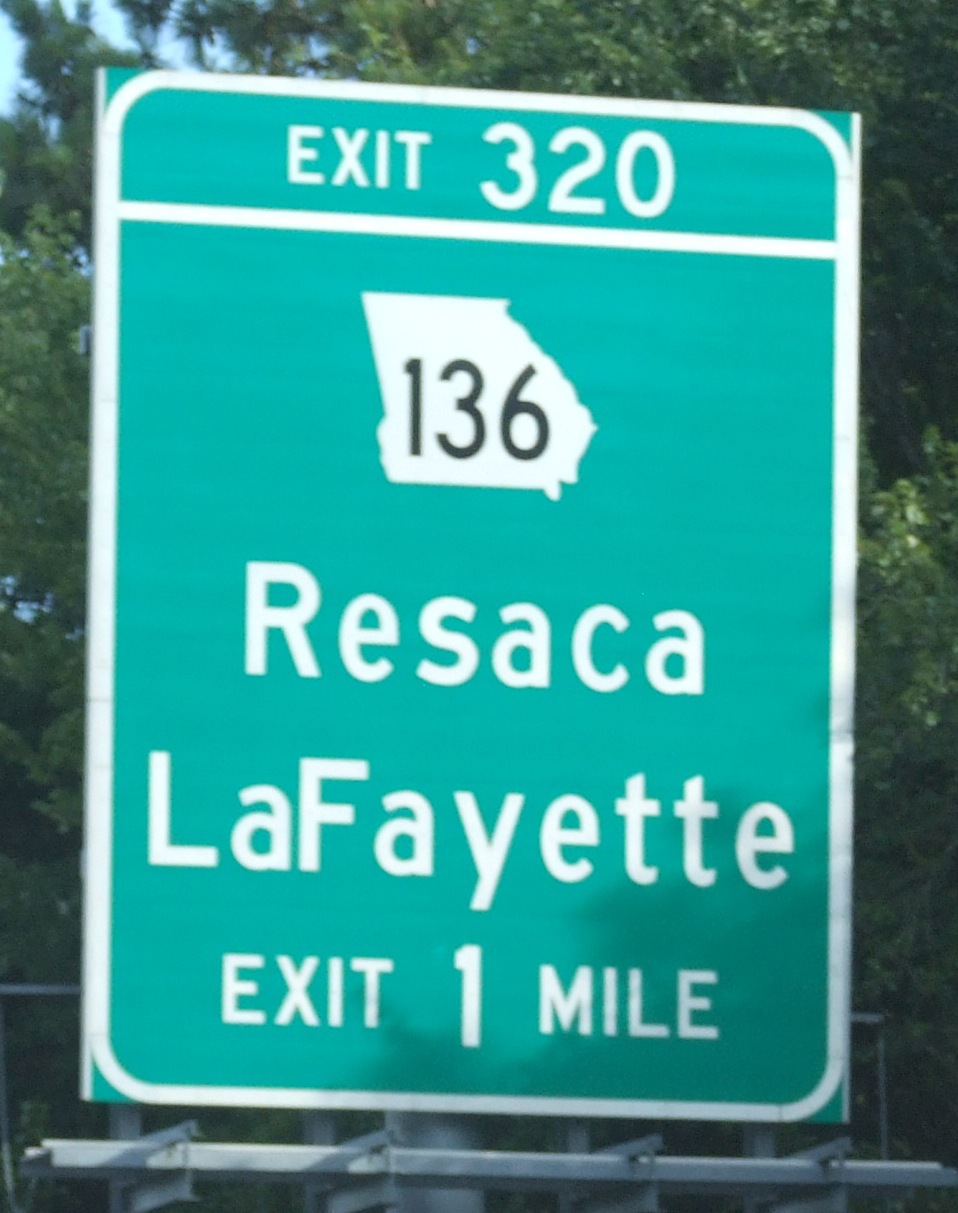 EXIT 320
136
Resaca
LaFayette
EXIT 1 MILE